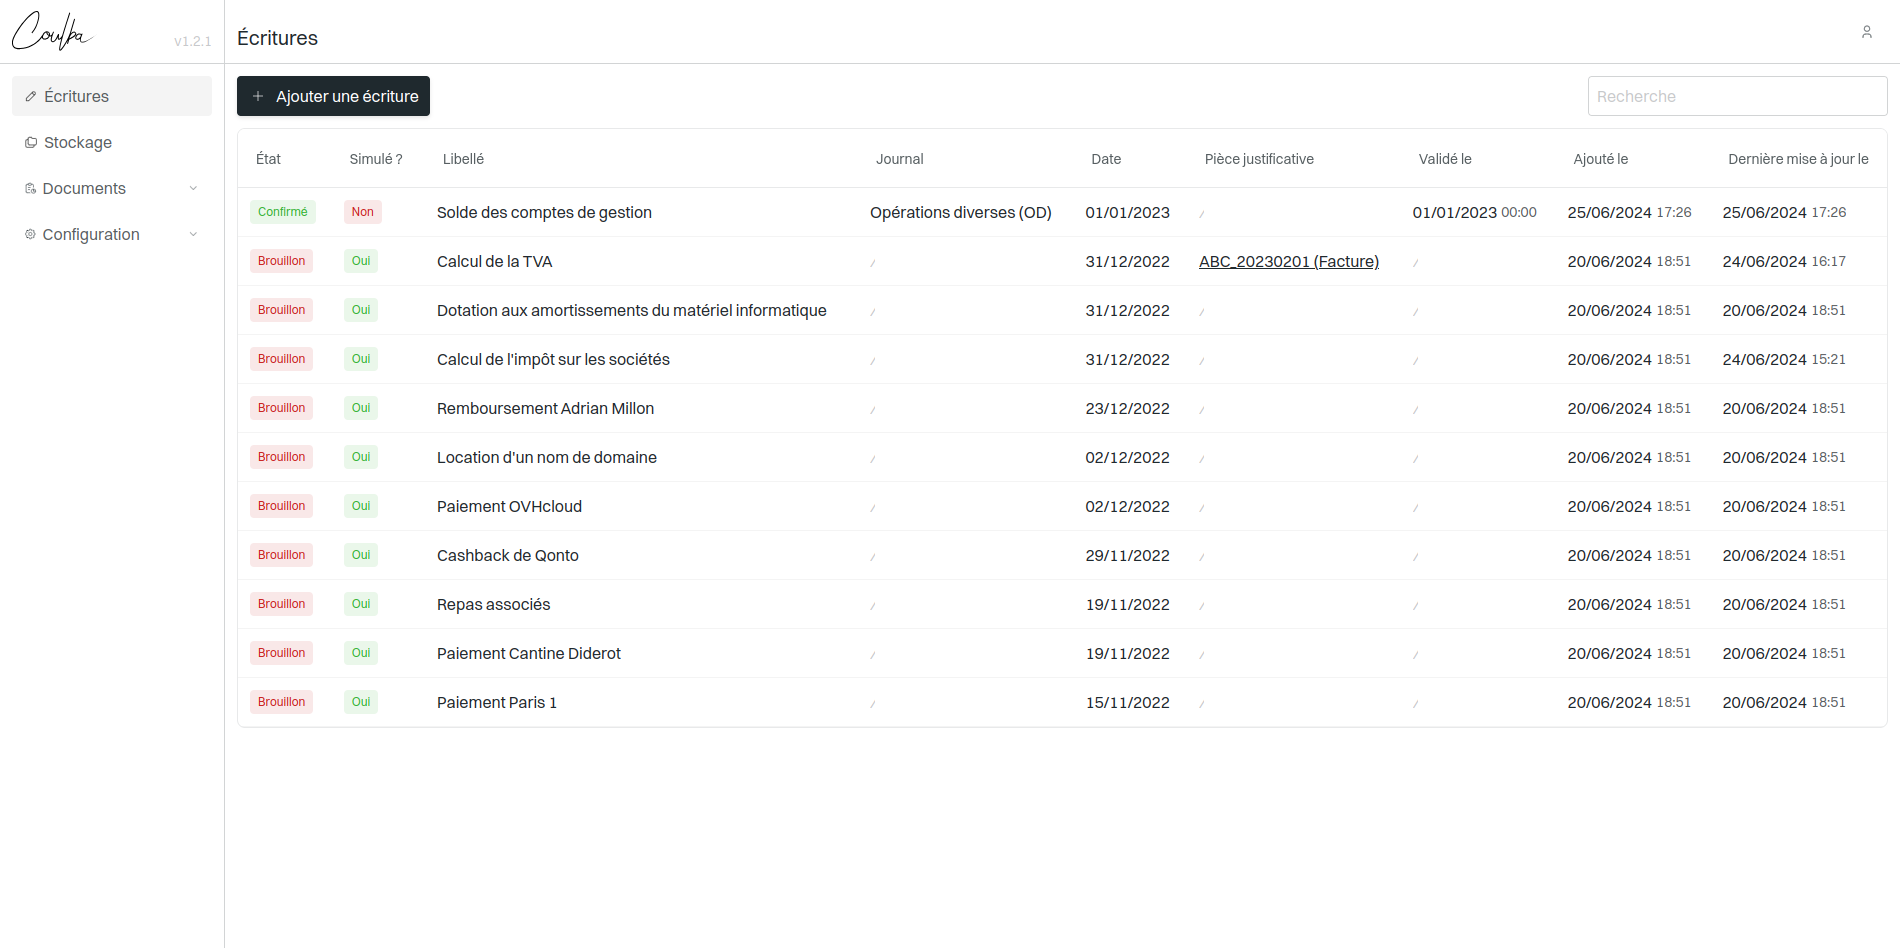 Coulba
v1.2.1
Écritures
Écritures
Stockage
Documents
Configuration
+ Ajouter une écriture
Recherche
État Simulé ? Libellé Journal Date Pièce justificative Validé le Ajouté le Dernière mise à jour le
Confirmé Non Solde des comptes de gestion Opérations diverses (OD) 01/01/2023 / 01/01/2023 00:00 25/06/2024 17:26 25/06/2024 17:26
Brouillon Oui Calcul de la TVA / 31/12/2022 ABC_20230201 (Facture) / 20/06/2024 18:51 24/06/2024 16:17
Brouillon Oui Dotation aux amortissements du matériel informatique / 31/12/2022 / / 20/06/2024 18:51 20/06/2024 18:51
Brouillon Oui Calcul de l'impôt sur les sociétés / 31/12/2022 / / 20/06/2024 18:51 24/06/2024 15:21
Brouillon Oui Remboursement Adrian Millon / 23/12/2022 / / 20/06/2024 18:51 20/06/2024 18:51
Brouillon Oui Location d'un nom de domaine / 02/12/2022 / / 20/06/2024 18:51 20/06/2024 18:51
Brouillon Oui Paiement OVHcloud / 02/12/2022 / / 20/06/2024 18:51 20/06/2024 18:51
Brouillon Oui Cashback de Qonto / 29/11/2022 / / 20/06/2024 18:51 20/06/2024 18:51
Brouillon Oui Repas associés / 19/11/2022 / / 20/06/2024 18:51 20/06/2024 18:51
Brouillon Oui Paiement Cantine Diderot / 19/11/2022 / / 20/06/2024 18:51 20/06/2024 18:51
Brouillon Oui Paiement Paris 1 / 15/11/2022 / / 20/06/2024 18:51 20/06/2024 18:51